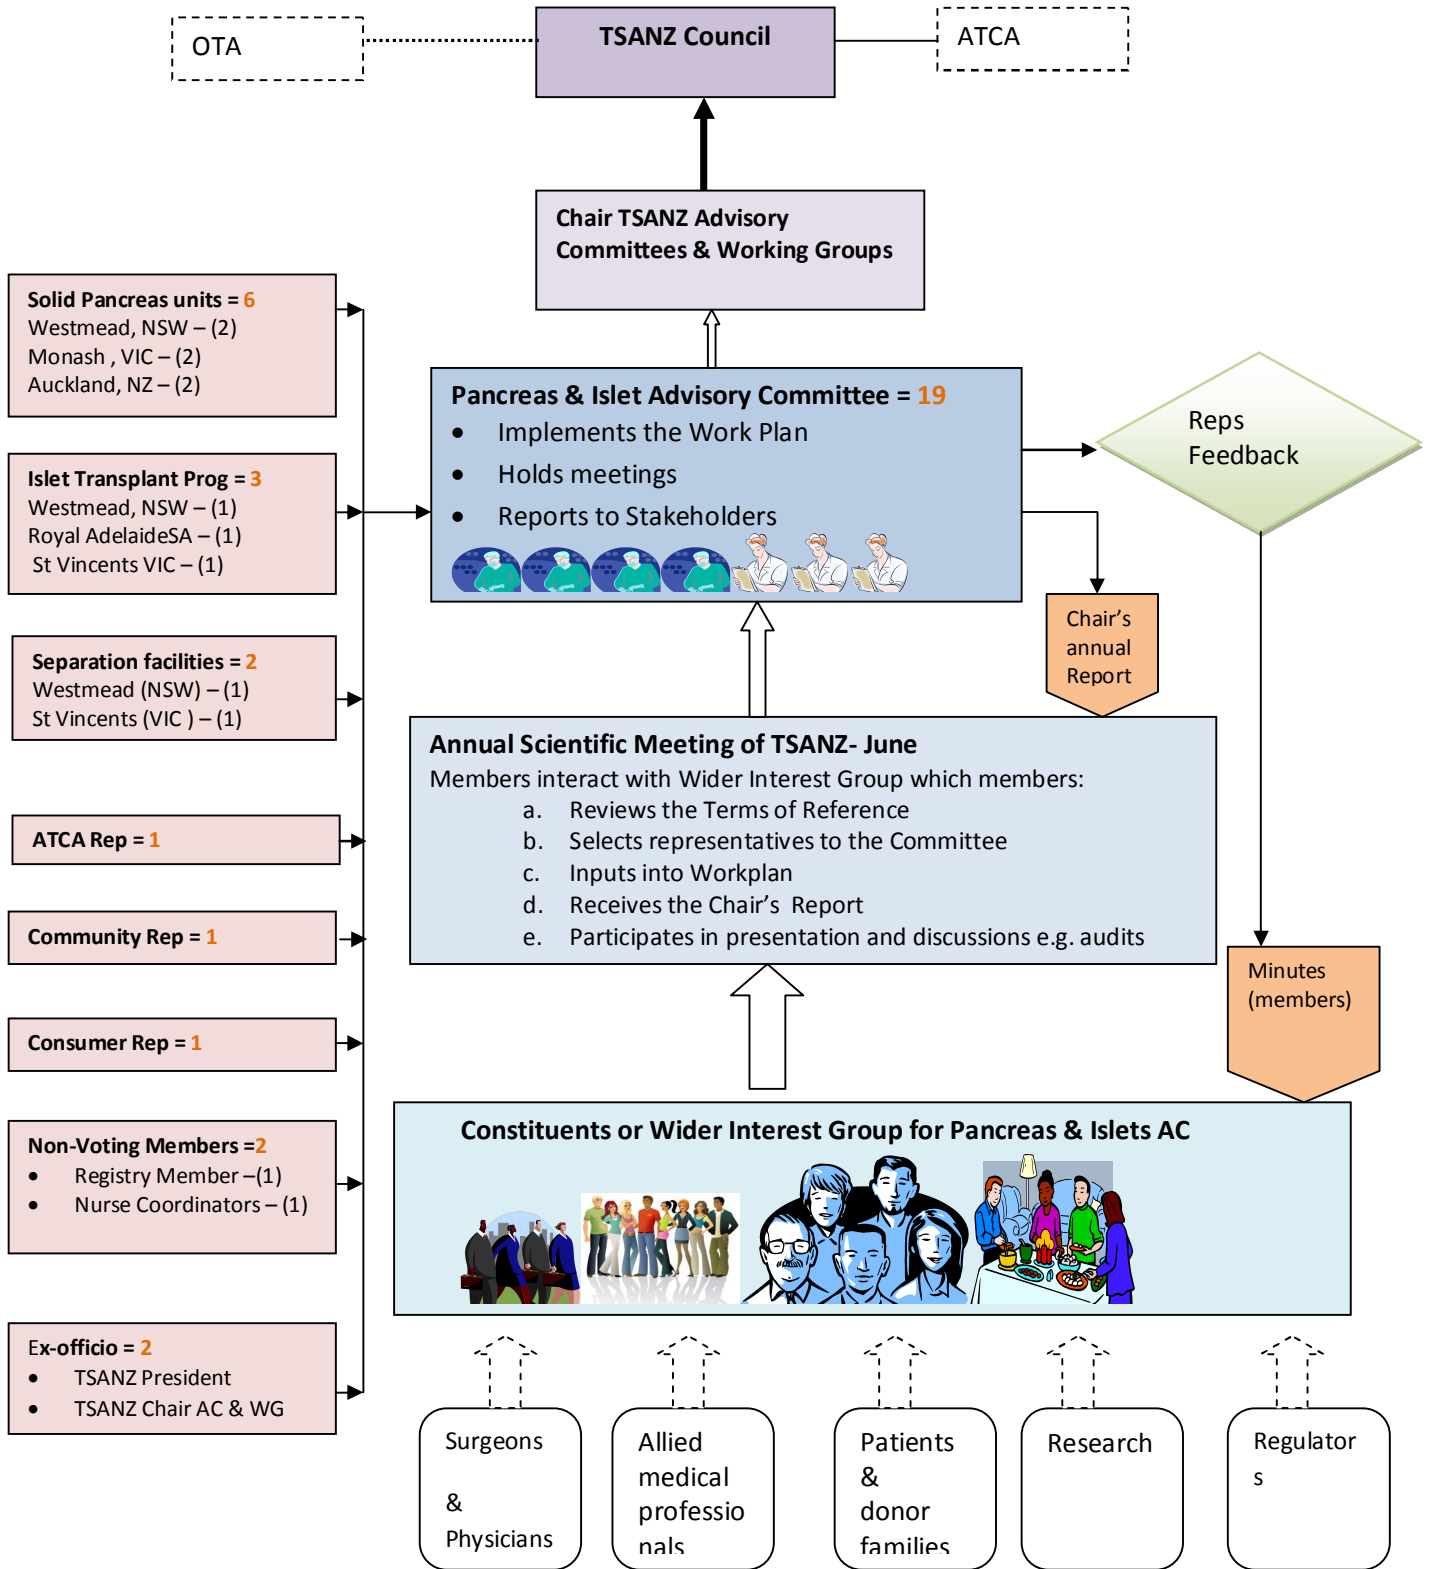 OTA
TSANZ Council
ATCA
Chair TSANZ Advisory
Committees & Working Groups
Solid Pancreas units = 6
Westmead, NSW – (2)
Monash , VIC – (2)
Auckland, NZ – (2)
Islet Transplant Prog = 3
Westmead, NSW – (1)
Royal AdelaideSA – (1)
St Vincents VIC – (1)
Separation facilities = 2
Westmead (NSW) – (1)
St Vincents (VIC ) – (1)
ATCA Rep = 1
Community Rep = 1
Consumer Rep = 1
Non-Voting Members =2
• Registry Member –(1)
• Nurse Coordinators – (1)
Ex-officio = 2
• TSANZ President
• TSANZ Chair AC & WG
Pancreas & Islet Advisory Committee = 19
• Implements the Work Plan
• Holds meetings
• Reports to Stakeholders
Reps
Feedback
Chair’s
annual
Report
Annual Scientific Meeting of TSANZ- June
Members interact with Wider Interest Group which members:
a. Reviews the Terms of Reference
b. Selects representatives to the Committee
c. Inputs into Workplan
d. Receives the Chair’s  Report
e. Participates in presentation and discussions e.g. audits
Minutes
(members)
Constituents or Wider Interest Group for Pancreas & Islets AC
Surgeons
&
Physicians
Allied
medical
professio
nals
Patients
&
donor
families
Research
Regulator
s